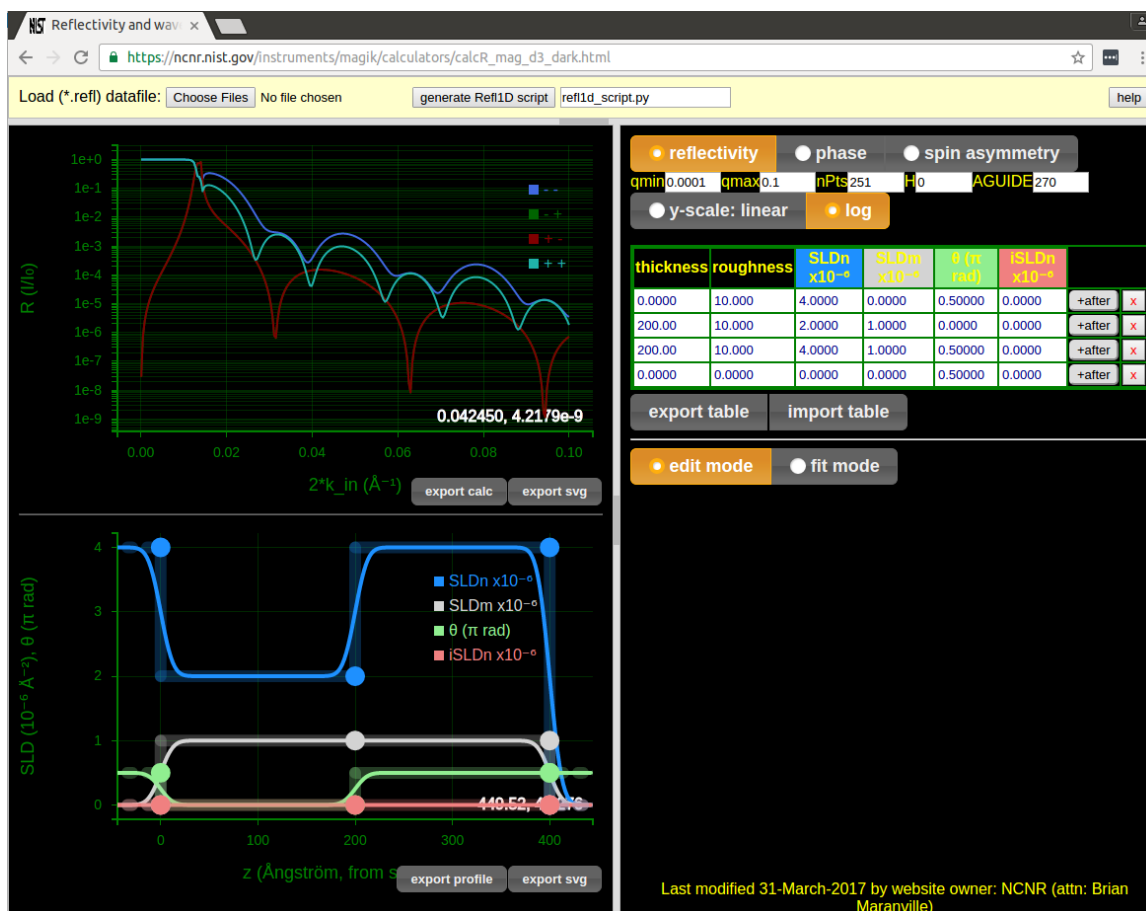 NIST Reflectivity and wav ×
https://ncnr.nist.gov/instruments/magik/calculators/calcR_mag_d3_dark.html
Load (*.refl) datafile: Choose Files No file chosen generate Refl1D script refl1d_script.py help
1e+0
1e-1
1e-2
1e-3
1e-4
1e-5
1e-6
1e-7
1e-8
1e-9
R (I/I₀)
- -
- +
+ -
+ +
0.042450, 4.2179e-9
0.00 0.02 0.04 0.06 0.08 0.10
2*k_in (Å⁻¹)
export calc export svg
4
3
2
1
0
SLD (10⁻⁶ Å⁻²), θ (π rad)
SLDn x10⁻⁶
SLDm x10⁻⁶
θ (π rad)
iSLDn x10⁻⁶
449.52,
0 100 200 300 400
z (Ångström, from s
export profile export svg
reflectivity phase spin asymmetry
qmin 0.0001 qmax 0.1 nPts 251 H 0 AGUIDE 270
y-scale: linear log
thickness roughness SLDn x10⁻⁶ SLDm x10⁻⁶ θ (π rad) iSLDn x10⁻⁶
0.0000 10.000 4.0000 0.0000 0.50000 0.0000 +after x
200.00 10.000 2.0000 1.0000 0.0000 0.0000 +after x
200.00 10.000 4.0000 1.0000 0.50000 0.0000 +after x
0.0000 0.0000 0.0000 0.0000 0.50000 0.0000 +after x
export table import table
edit mode fit mode
Last modified 31-March-2017 by website owner: NCNR (attn: Brian
Maranville)